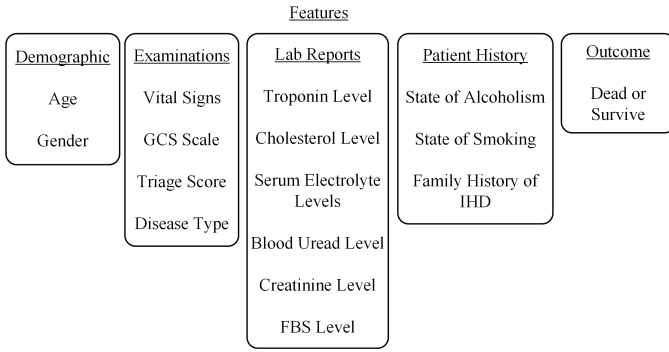 Features
Demographic
Age
Gender
Examinations
Vital Signs
GCS Scale
Triage Score
Disease Type
Lab Reports
Troponin Level
Cholesterol Level
Serum Electrolyte
Levels
Blood Uread Level
Creatinine Level
FBS Level
Patient History
State of Alcoholism
State of Smoking
Family History of
IHD
Outcome
Dead or
Survive